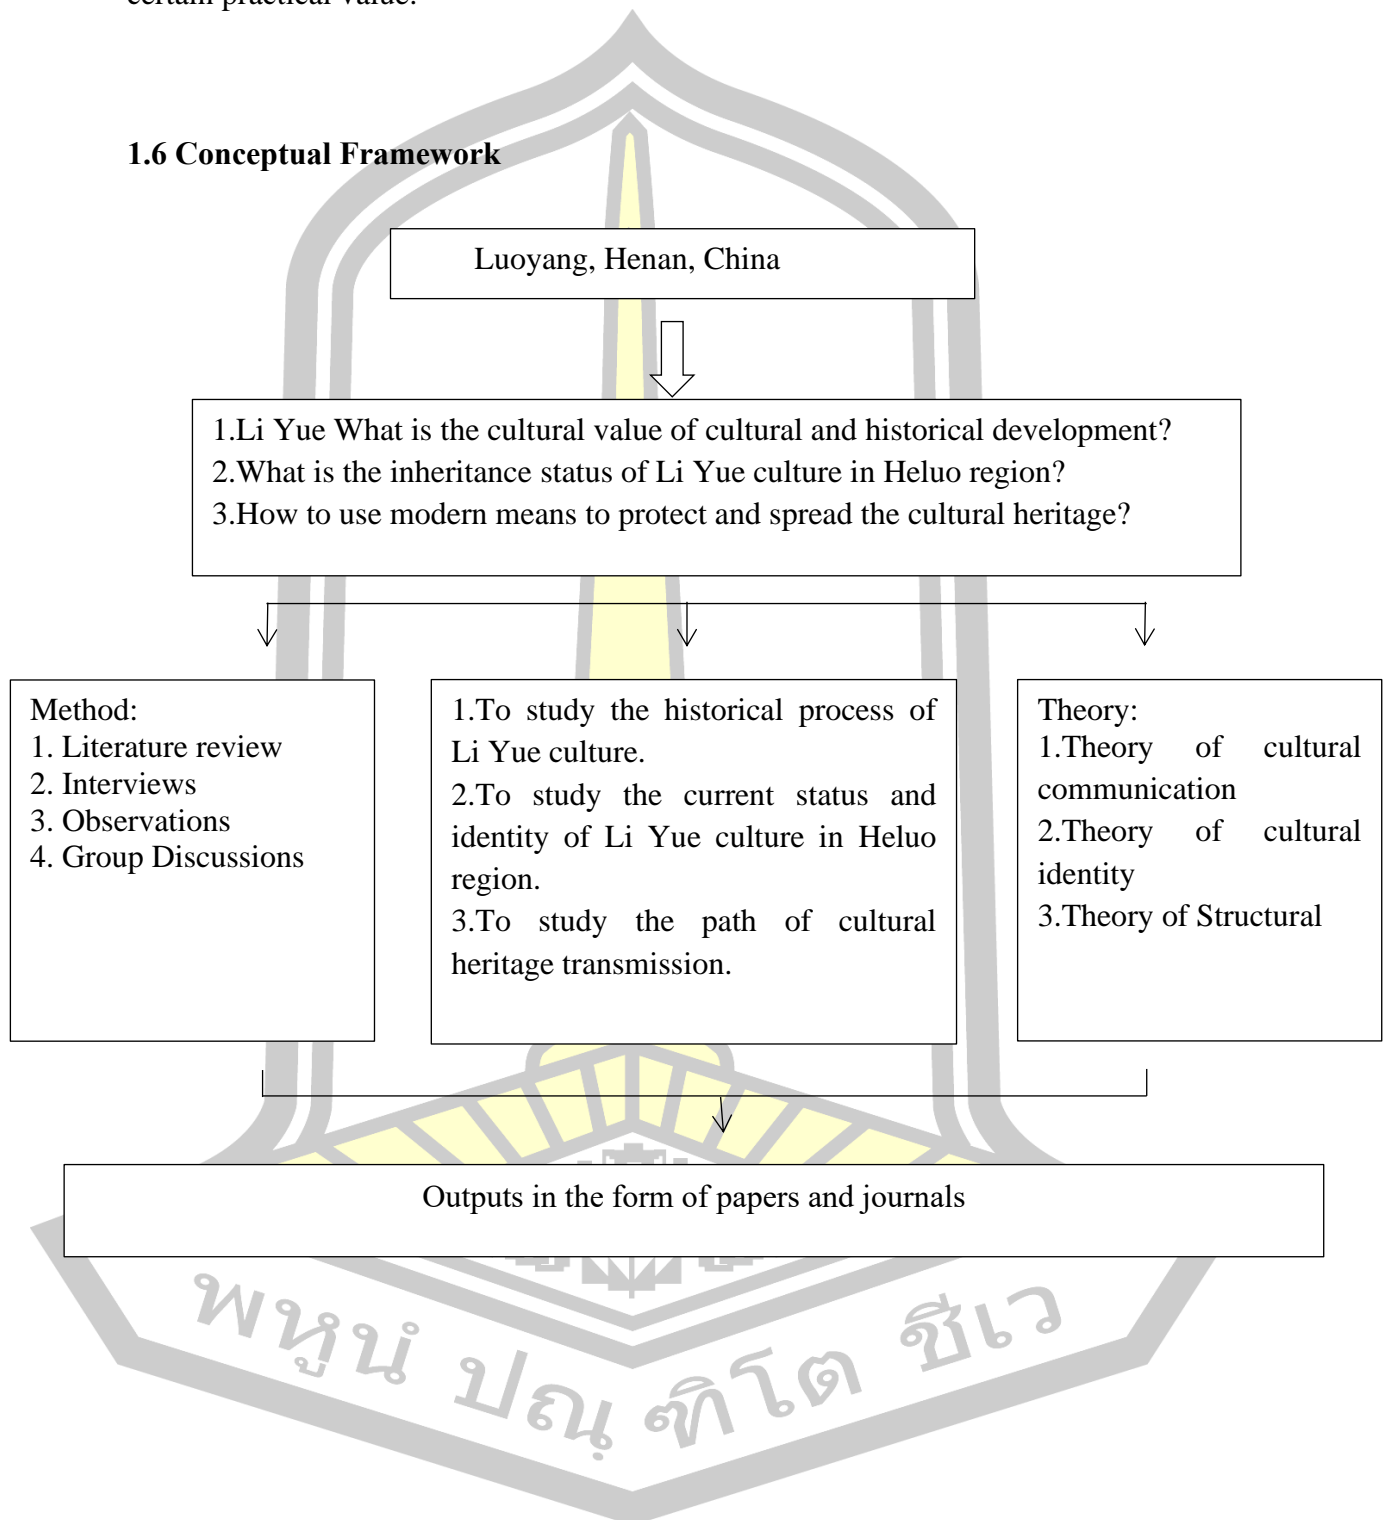 certain practical value.
1.6 Conceptual Framework
Luoyang, Henan, China
1.Li Yue What is the cultural value of cultural and historical development?
2.What is the inheritance status of Li Yue culture in Heluo region?
3.How to use modern means to protect and spread the cultural heritage?
Method:
1. Literature review
2. Interviews
3. Observations
4. Group Discussions
1.To study the historical process of
Li Yue culture.
2.To study the current status and
identity of Li Yue culture in Heluo
region.
3.To study the path of cultural
heritage transmission.
Theory:
1.Theory of cultural
communication
2.Theory of cultural
identity
3.Theory of Structural
Outputs in the form of papers and journals
พหูนํ ปณฺฑิโต ชีเว